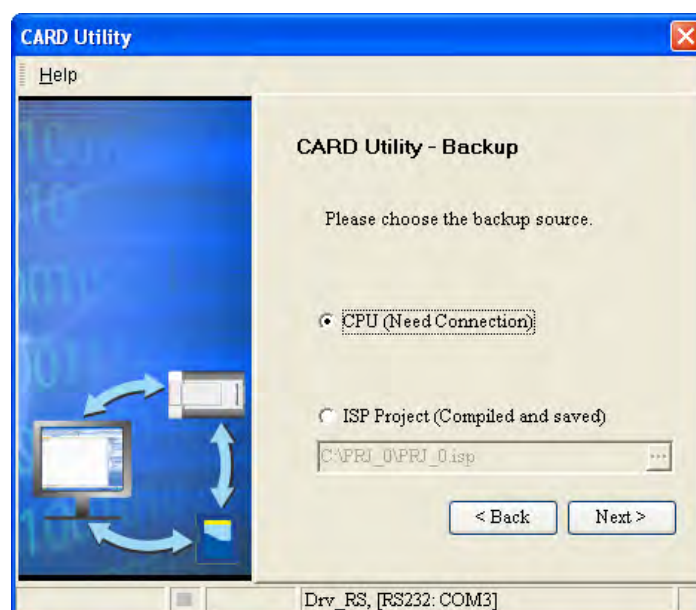 CARD Utility
Help
CARD Utility - Backup
Please choose the backup source.
CPU (Need Connection)
ISP Project (Compiled and saved)
C:\PRJ_0\PRJ_0.isp
...
< Back
Next >
Drv_RS, [RS232: COM3]